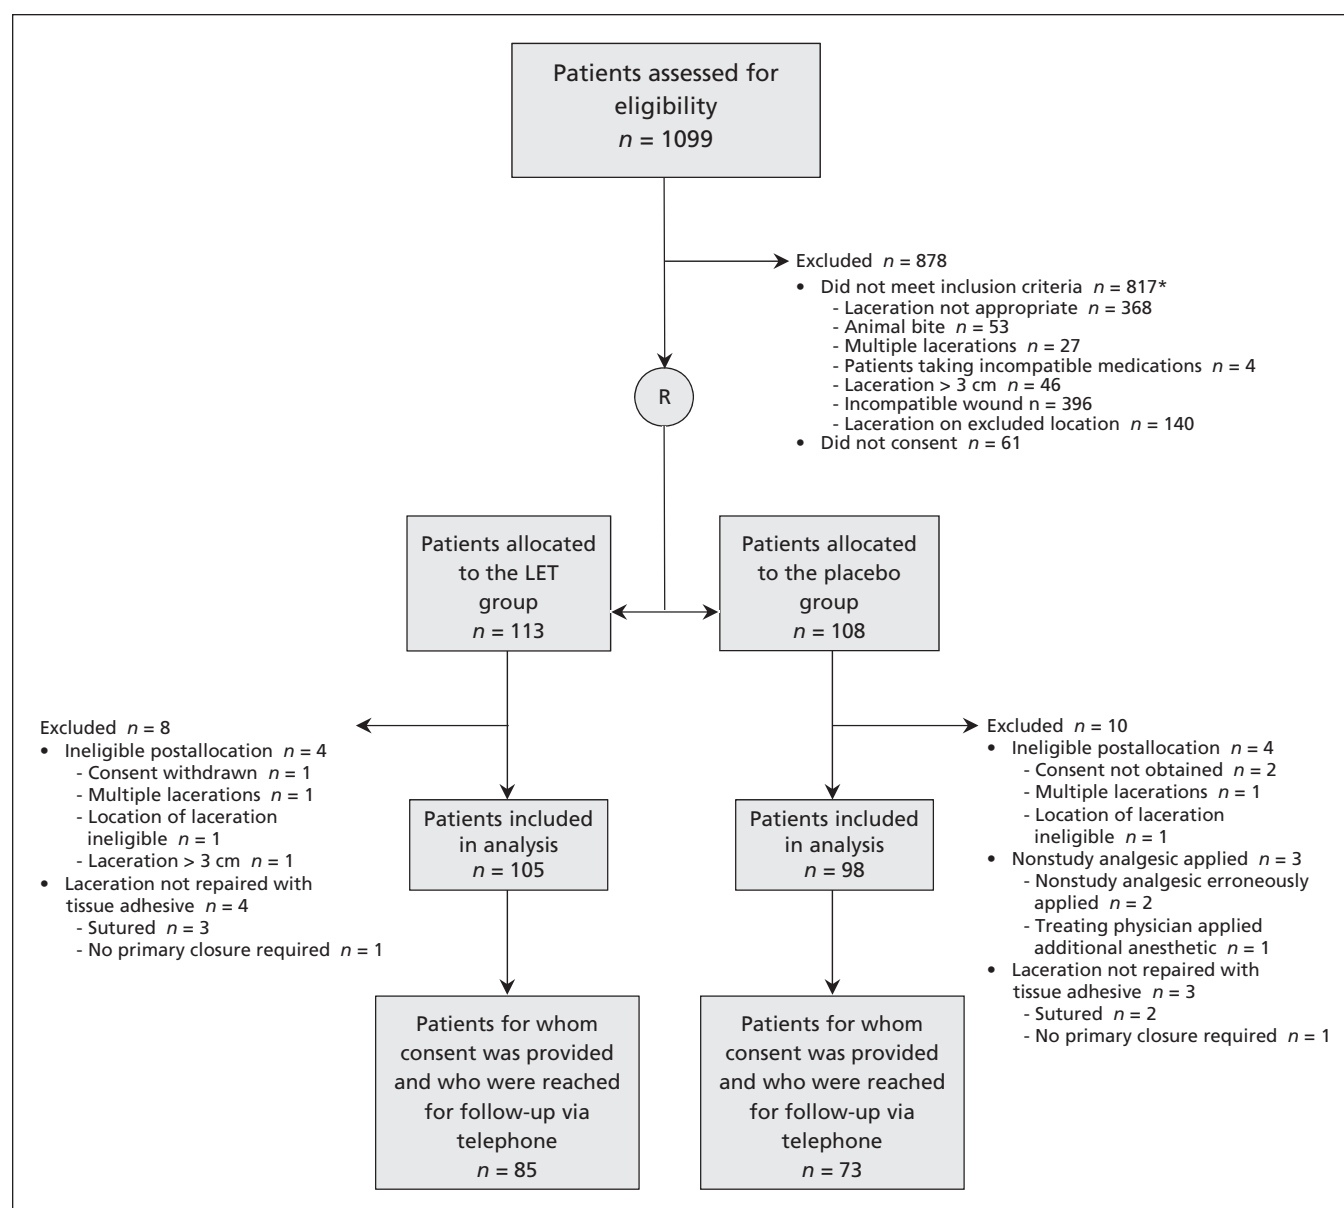 Patients assessed for
eligibility
n = 1099
Excluded n = 878
• Did not meet inclusion criteria n = 817*
- Laceration not appropriate n = 368
- Animal bite n = 53
- Multiple lacerations n = 27
- Patients taking incompatible medications n = 4
- Laceration > 3 cm n = 46
- Incompatible wound n = 396
- Laceration on excluded location n = 140
• Did not consent n = 61
R
Patients allocated
to the LET
group
n = 113
Patients allocated
to the placebo
group
n = 108
Excluded n = 8
• Ineligible postallocation n = 4
- Consent withdrawn n = 1
- Multiple lacerations n = 1
- Location of laceration
ineligible n = 1
- Laceration > 3 cm n = 1
• Laceration not repaired with
tissue adhesive n = 4
- Sutured n = 3
- No primary closure required n = 1
Excluded n = 10
• Ineligible postallocation n = 4
- Consent not obtained n = 2
- Multiple lacerations n = 1
- Location of laceration
ineligible n = 1
• Nonstudy analgesic applied n = 3
- Nonstudy analgesic erroneously
applied n = 2
- Treating physician applied
additional anesthetic n = 1
• Laceration not repaired with
tissue adhesive n = 3
- Sutured n = 2
- No primary closure required n = 1
Patients included
in analysis
n = 105
Patients included
in analysis
n = 98
Patients for whom
consent was provided
and who were reached
for follow-up via
telephone
n = 85
Patients for whom
consent was provided
and who were reached
for follow-up via
telephone
n = 73